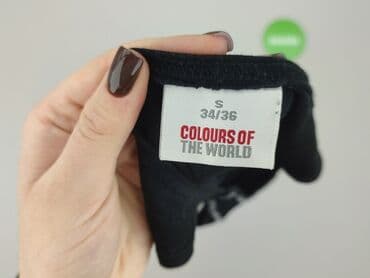 S
34/36
COLOURS OF
THE WORLD